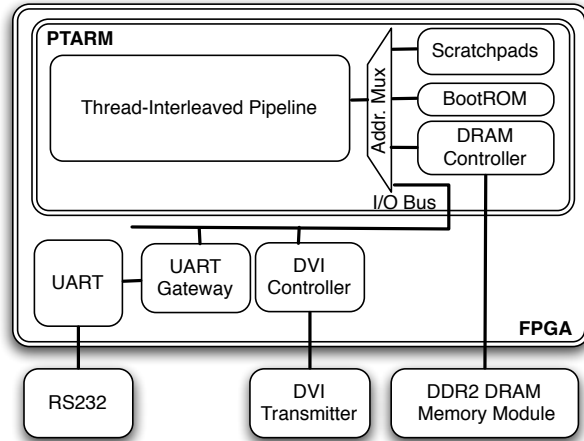 PTARM
Thread-Interleaved Pipeline
Addr. Mux
Scratchpads
BootROM
DRAM
Controller
I/O Bus
UART
UART
Gateway
DVI
Controller
FPGA
RS232
DVI
Transmitter
DDR2 DRAM
Memory Module